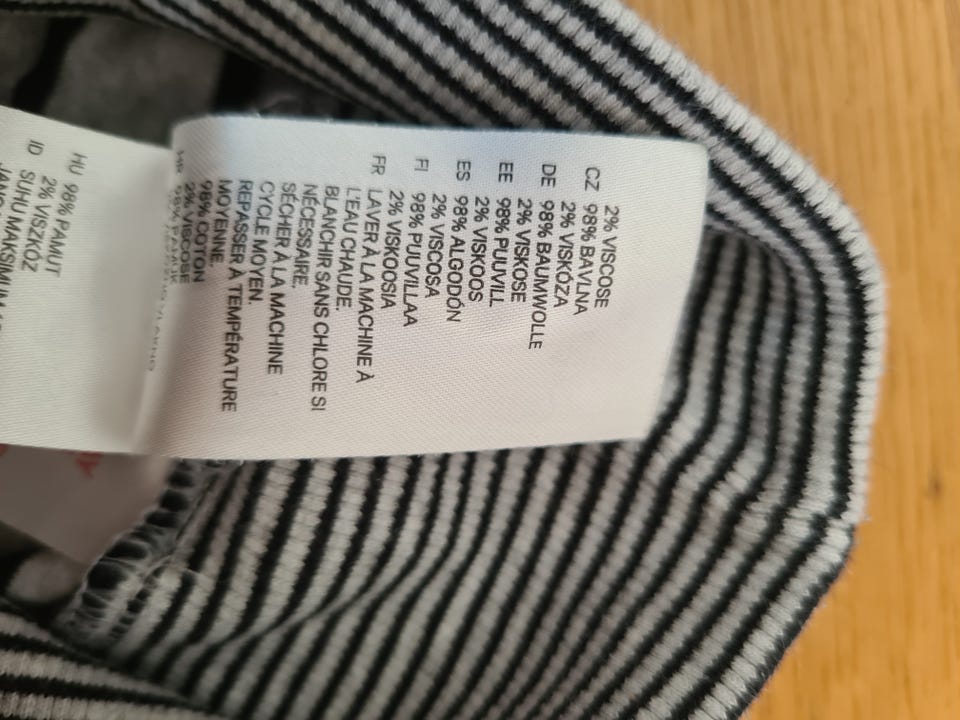 2% VISCOSE
CZ 98% BAVLNA
2% VISKÓZA
DE 98% BAUMWOLLE
2% VISKOSE
EE 98% PUUVILL
2% VISKOOS
ES 98% ALGODÓN
2% VISCOSA
FI 98% PUUVILLAA
2% VISKOOSIA
FR LAVER À LA MACHINE À
L'EAU CHAUDE.
BLANCHIR SANS CHLORE SI
NÉCESSAIRE.
SÉCHER À LA MACHINE
CYCLE MOYEN.
REPASSER À TEMPÉRATURE
MOYENNE.
98% COTON
2% VISCOSE
HR 98% PAMUK
HU 98% PAMUT
2% VISZKÓZ
ID SUHU MAKSIMUM